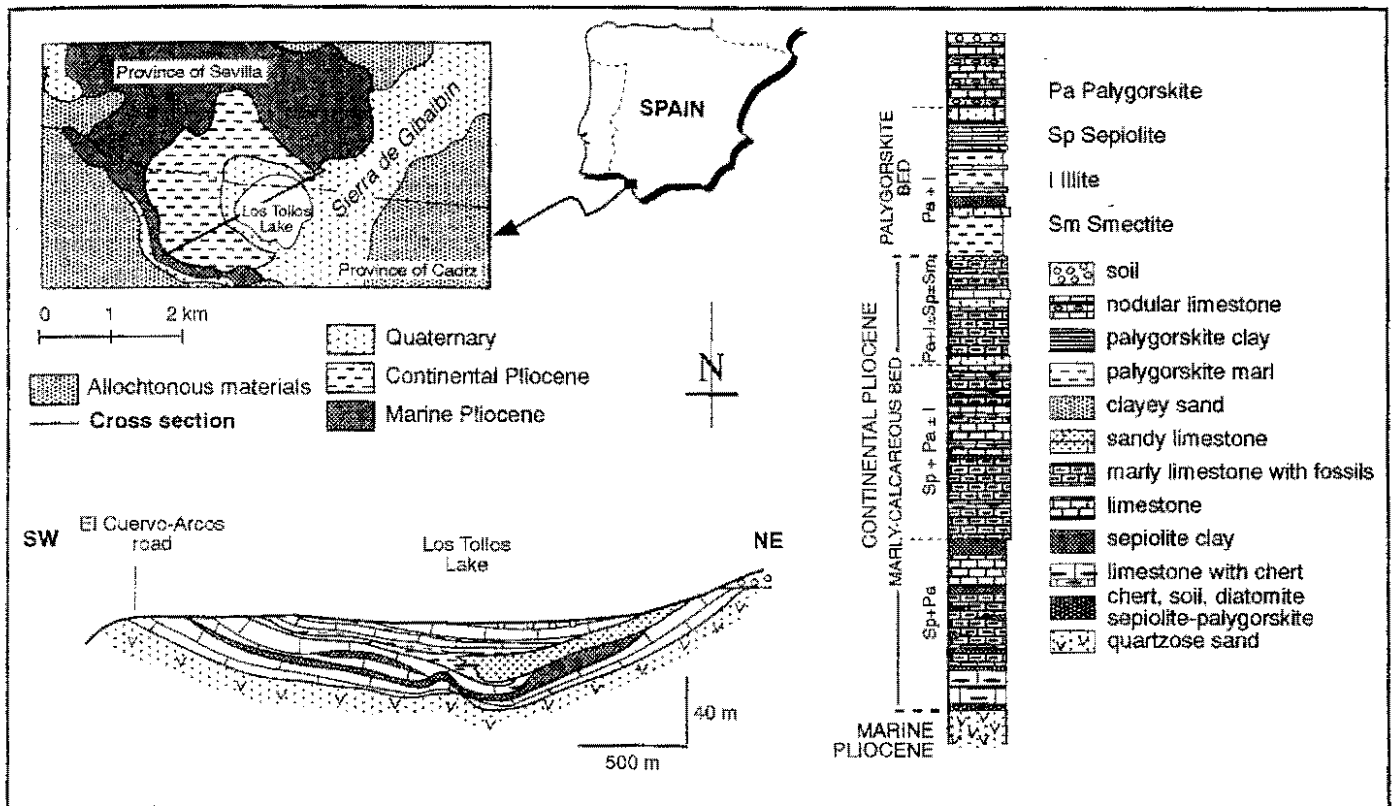 Province of Sevilla
Sierra de Gibalbin
Los Tollos
Lake
Province of Cadiz
SPAIN
0 1 2 km
Allochtonous materials
Cross section
Quaternary
Continental Pliocene
Marine Pliocene
N
SW
El Cuervo-Arcos
road
Los Tollos
Lake
NE
40 m
500 m
CONTINENTAL PLIOCENE
PALYGORSKITE
BED
MARLY-CALCAREOUS BED
Pa + I
Pa+I±Sp±Sm
Sp + Pa ± I
Sp+Pa
MARINE
PLIOCENE
Pa Palygorskite
Sp Sepiolite
I Illite
Sm Smectite
soil
nodular limestone
palygorskite clay
palygorskite marl
clayey sand
sandy limestone
marly limestone with fossils
limestone
sepiolite clay
limestone with chert
chert, soil, diatomite
sepiolite-palygorskite
quartzose sand